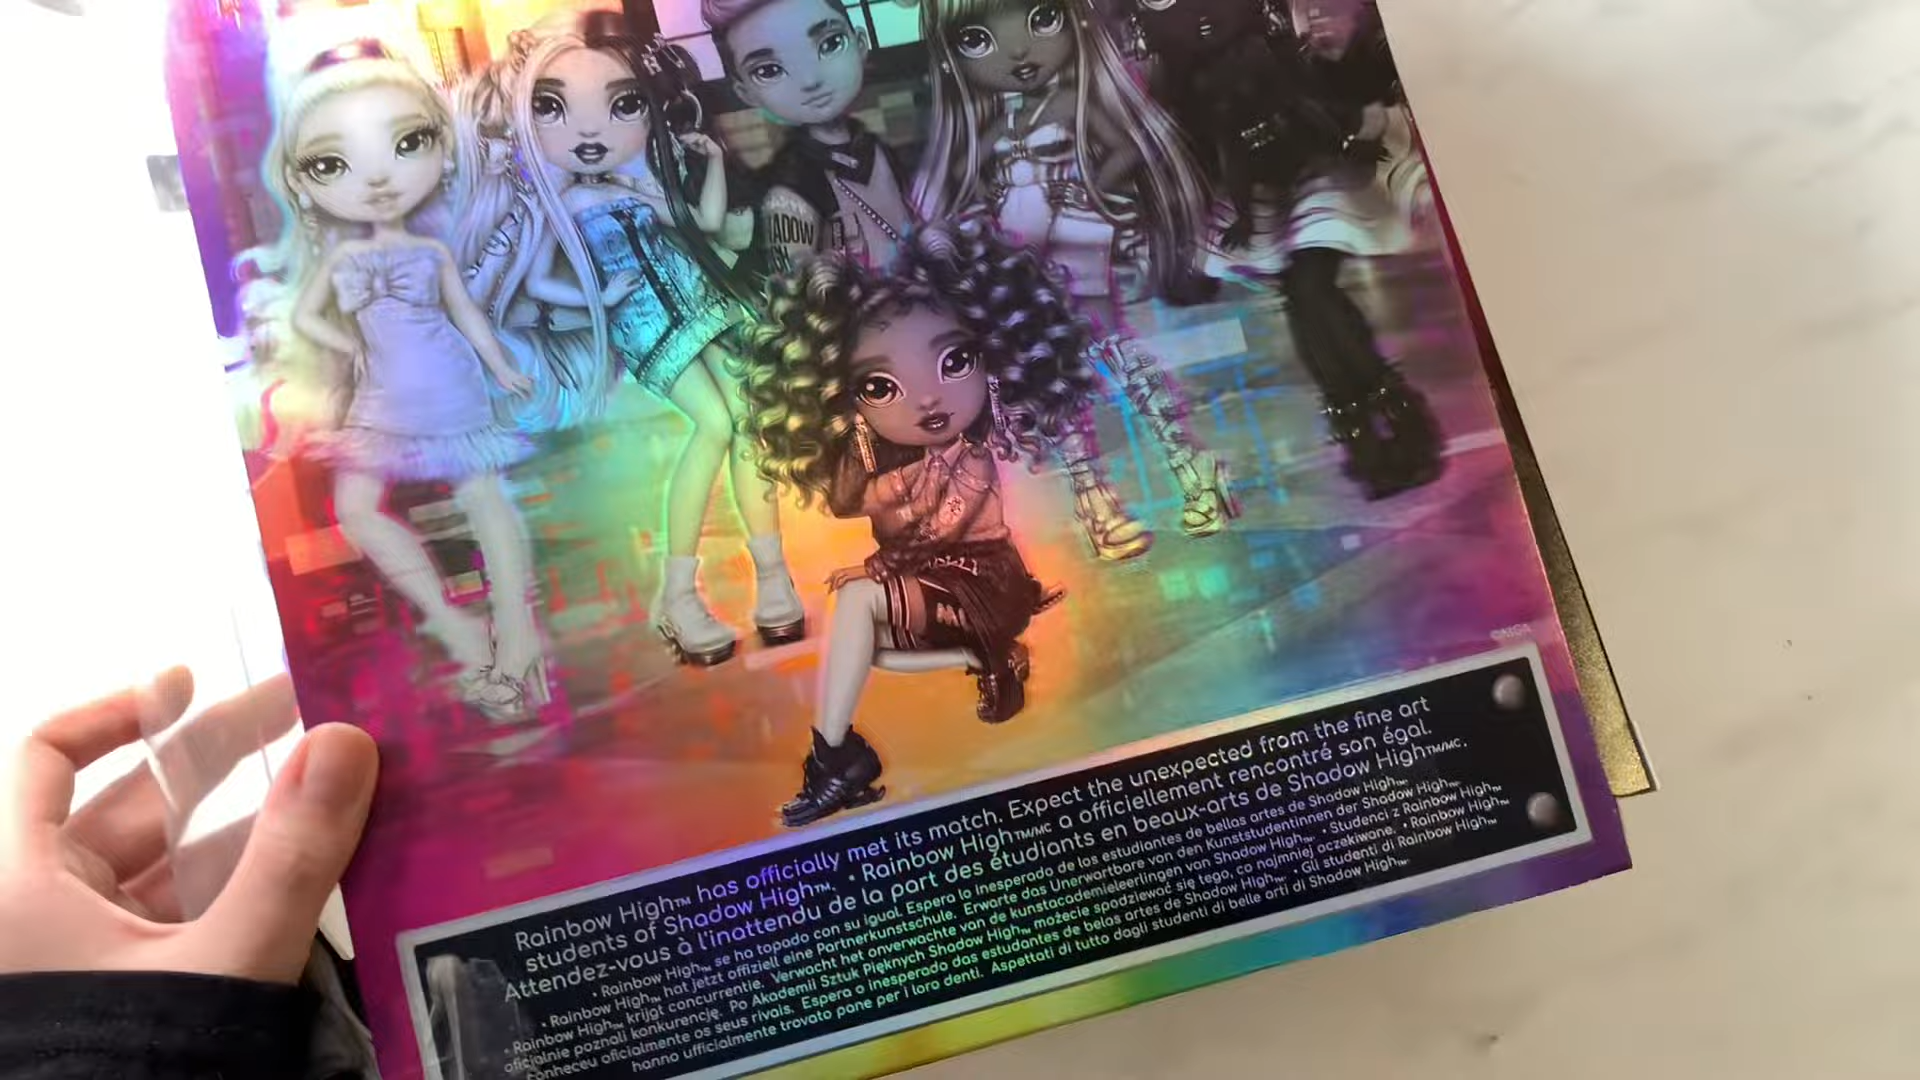 SHADOW
©MGA
Rainbow High™ has officially met its match. Expect the unexpected from the fine art
students of Shadow High™. • Rainbow High™/MC a officiellement rencontré son égal.
Attendez-vous à l'inattendu de la part des étudiants en beaux-arts de Shadow High™/MC.
• Rainbow High™ se ha topado con su igual. Espera lo inesperado de los estudiantes de bellas artes de Shadow High™.
• Rainbow High™ hat jetzt offiziell eine Partnerkunstschule. Erwarte das Unerwartbare von den Kunststudentinnen der Shadow High™.
• Rainbow High™ krijgt concurrentie. Verwacht het onverwachte van de kunstacademieleerlingen van Shadow High™. • Studenci z Rainbow High™
oficjalnie poznali konkurencję. Po Akademii Sztuk Pięknych Shadow High™ możecie spodziewać się tego, co najmniej oczekiwane. • Rainbow High™
conheceu oficialmente os seus rivais. Espera o inesperado das estudantes de belas artes de Shadow High™. • Gli studenti di Rainbow High™
hanno ufficialmente trovato pane per i loro denti. Aspettati di tutto dagli studenti di belle arti di Shadow High™.